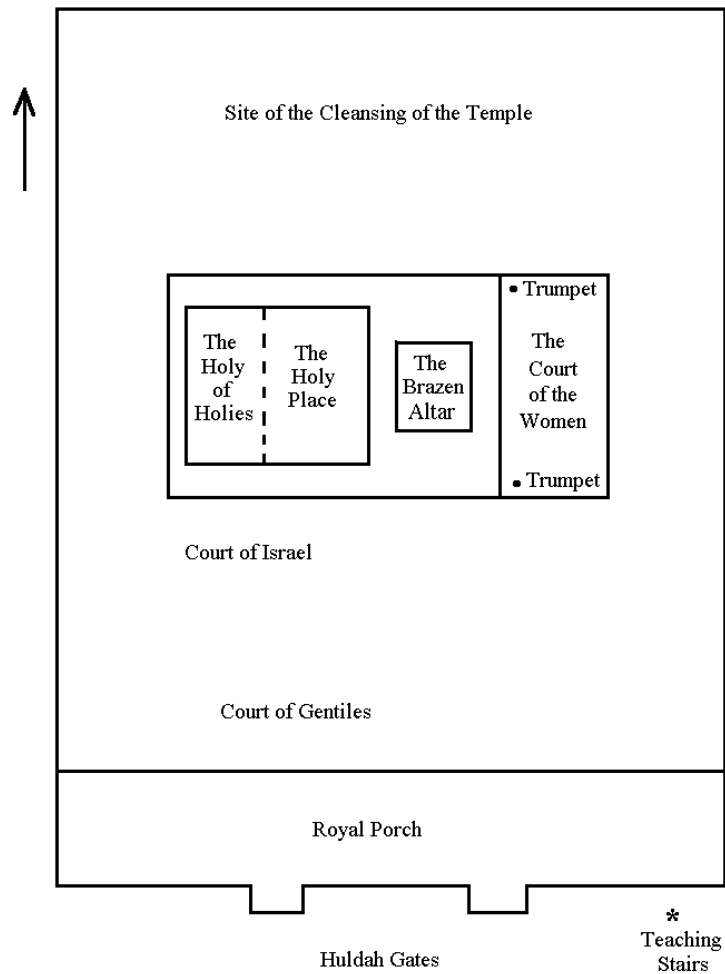 Site of the Cleansing of the Temple
Trumpet
The
Holy
of
Holies
The
Holy
Place
The
Brazen
Altar
The
Court
of the
Women
Trumpet
Court of Israel
Court of Gentiles
Royal Porch
*
Teaching
Stairs
Huldah Gates